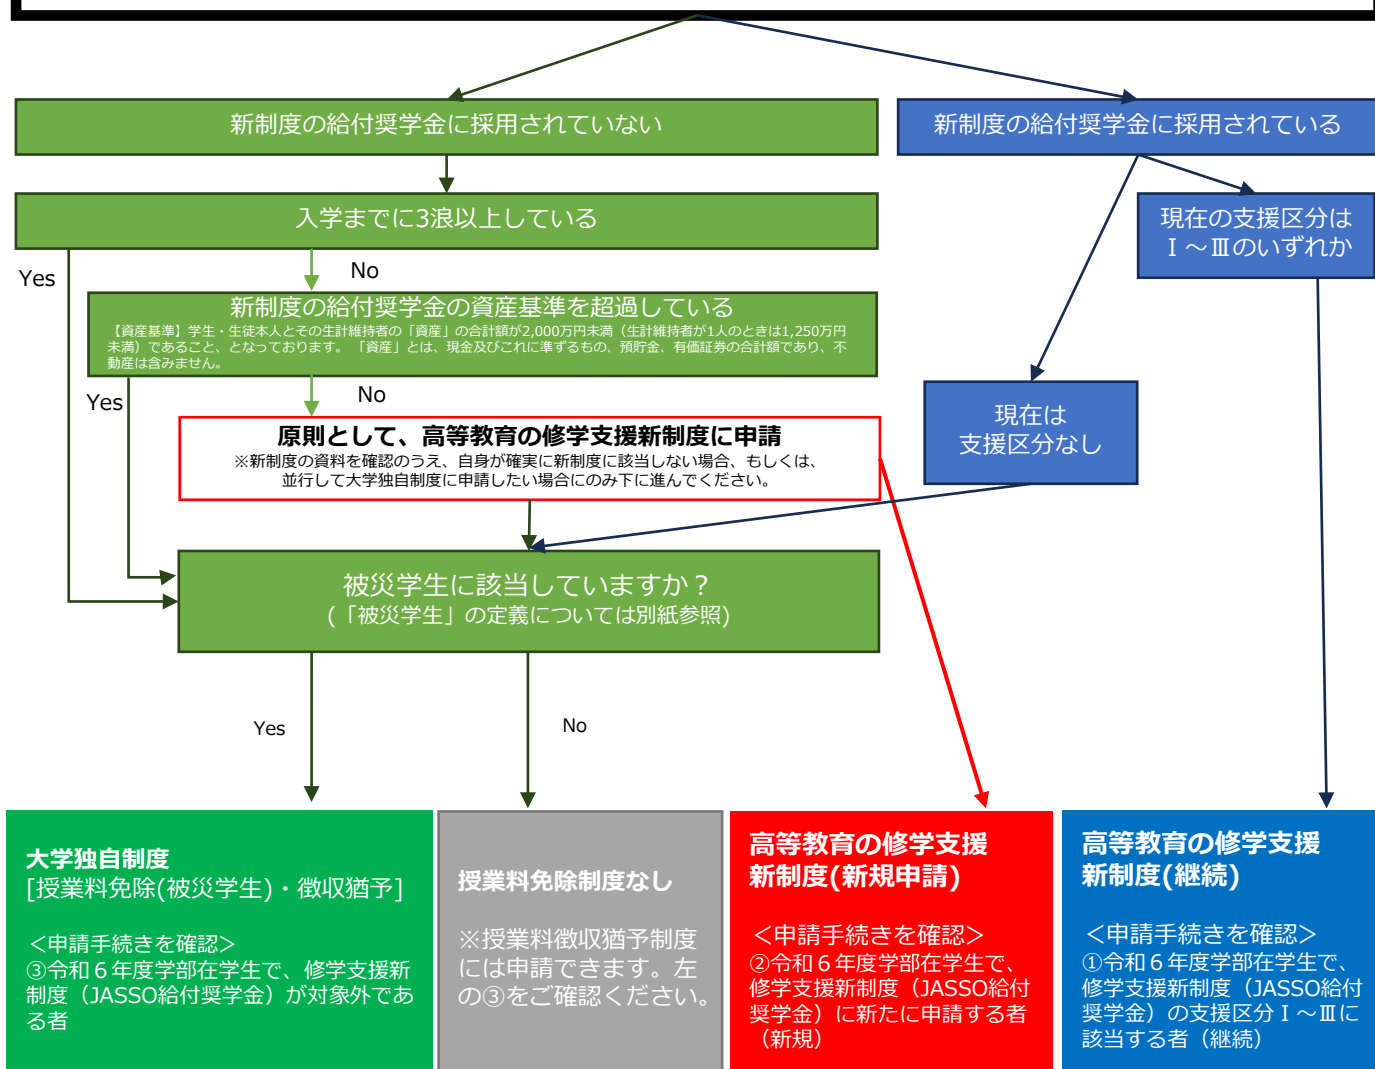 新制度の給付奨学金に採用されていない
新制度の給付奨学金に採用されている
入学までに3浪以上している
現在の支援区分は
Ⅰ～Ⅲのいずれか
Yes
No
新制度の給付奨学金の資産基準を超過している
【資産基準】学生・生徒本人とその生計維持者の「資産」の合計額が2,000万円未満（生計維持者が1人のときは1,250万円
未満）であること、となっております。 「資産」とは、現金及びこれに準ずるもの、預貯金、有価証券の合計額であり、不
動産は含みません。
Yes
No
現在は
支援区分なし
原則として、高等教育の修学支援新制度に申請
※新制度の資料を確認のうえ、自身が確実に新制度に該当しない場合、もしくは、
並行して大学独自制度に申請したい場合にのみ下に進んでください。
被災学生に該当していますか？
(「被災学生」の定義については別紙参照)
Yes
No
大学独自制度
[授業料免除(被災学生)・徴収猶予]
＜申請手続きを確認＞
③令和６年度学部在学生で、修学支援新
制度（JASSO給付奨学金）が対象外であ
る者
授業料免除制度なし
※授業料徴収猶予制度
には申請できます。左
の③をご確認ください。
高等教育の修学支援
新制度(新規申請)
＜申請手続きを確認＞
②令和６年度学部在学生で、
修学支援新制度（JASSO給付
奨学金）に新たに申請する者
（新規）
高等教育の修学支援
新制度(継続)
＜申請手続きを確認＞
①令和６年度学部在学生で、
修学支援新制度（JASSO給付
奨学金）の支援区分Ⅰ～Ⅲに
該当する者（継続）